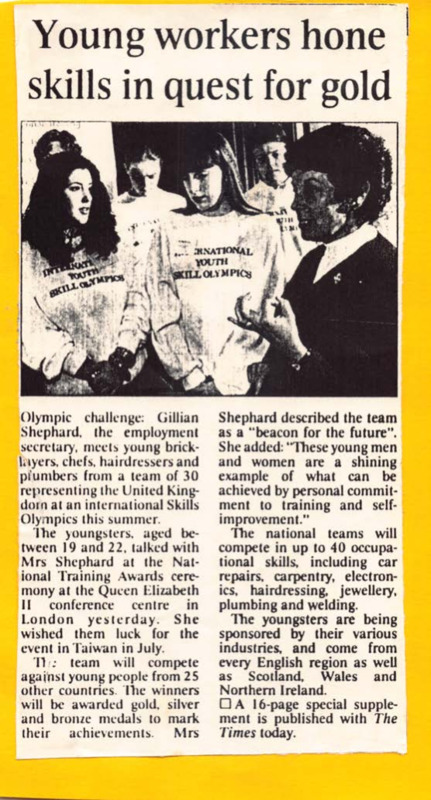 Young workers hone
skills in quest for gold
INTERNATI
YOUTH
SKILL OLYMPICS
RNATIONAL
YOUTH
SKILL OLYMPICS
Olympic challenge: Gillian
Shephard, the employment
secretary, meets young brick-
layers, chefs, hairdressers and
plumbers from a team of 30
representing the United King-
dom at an international Skills
Olympics this summer.
The youngsters, aged be-
tween 19 and 22, talked with
Mrs Shephard at the Nat-
ional Training Awards cere-
mony at the Queen Elizabeth
II conference centre in
London yesterday. She
wished them luck for the
event in Taiwan in July.
The team will compete
against young people from 25
other countries. The winners
will be awarded gold, silver
and bronze medals to mark
their achievements. Mrs
Shephard described the team
as a "beacon for the future".
She added: "These young men
and women are a shining
example of what can be
achieved by personal commit-
ment to training and self-
improvement."
The national teams will
compete in up to 40 occupa-
tional skills, including car
repairs, carpentry, electron-
ics, hairdressing, jewellery,
plumbing and welding.
The youngsters are being
sponsored by their various
industries, and come from
every English region as well
as Scotland, Wales and
Northern Ireland.
☐ A 16-page special supple-
ment is published with The
Times today.